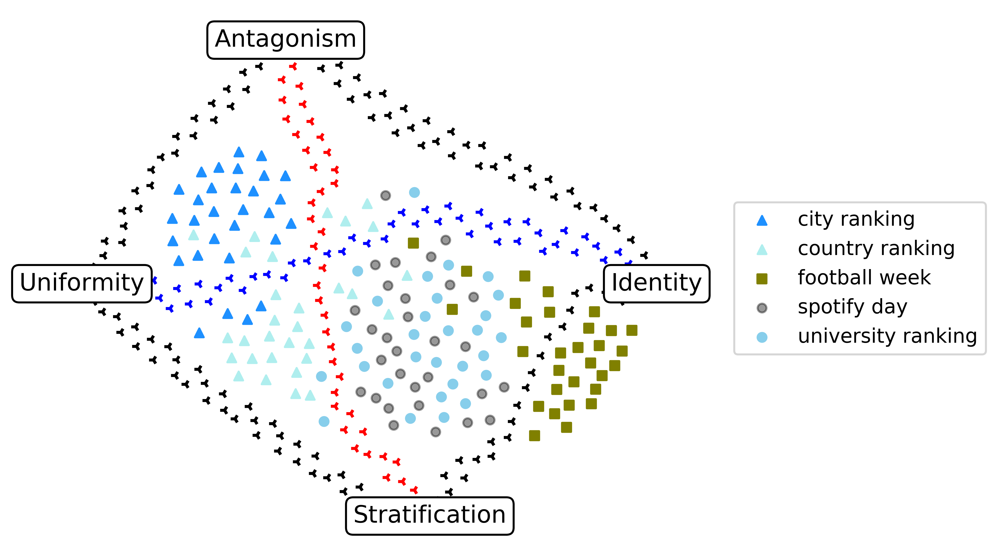 Antagonism
Uniformity
Identity
Stratification
city ranking
country ranking
football week
spotify day
university ranking